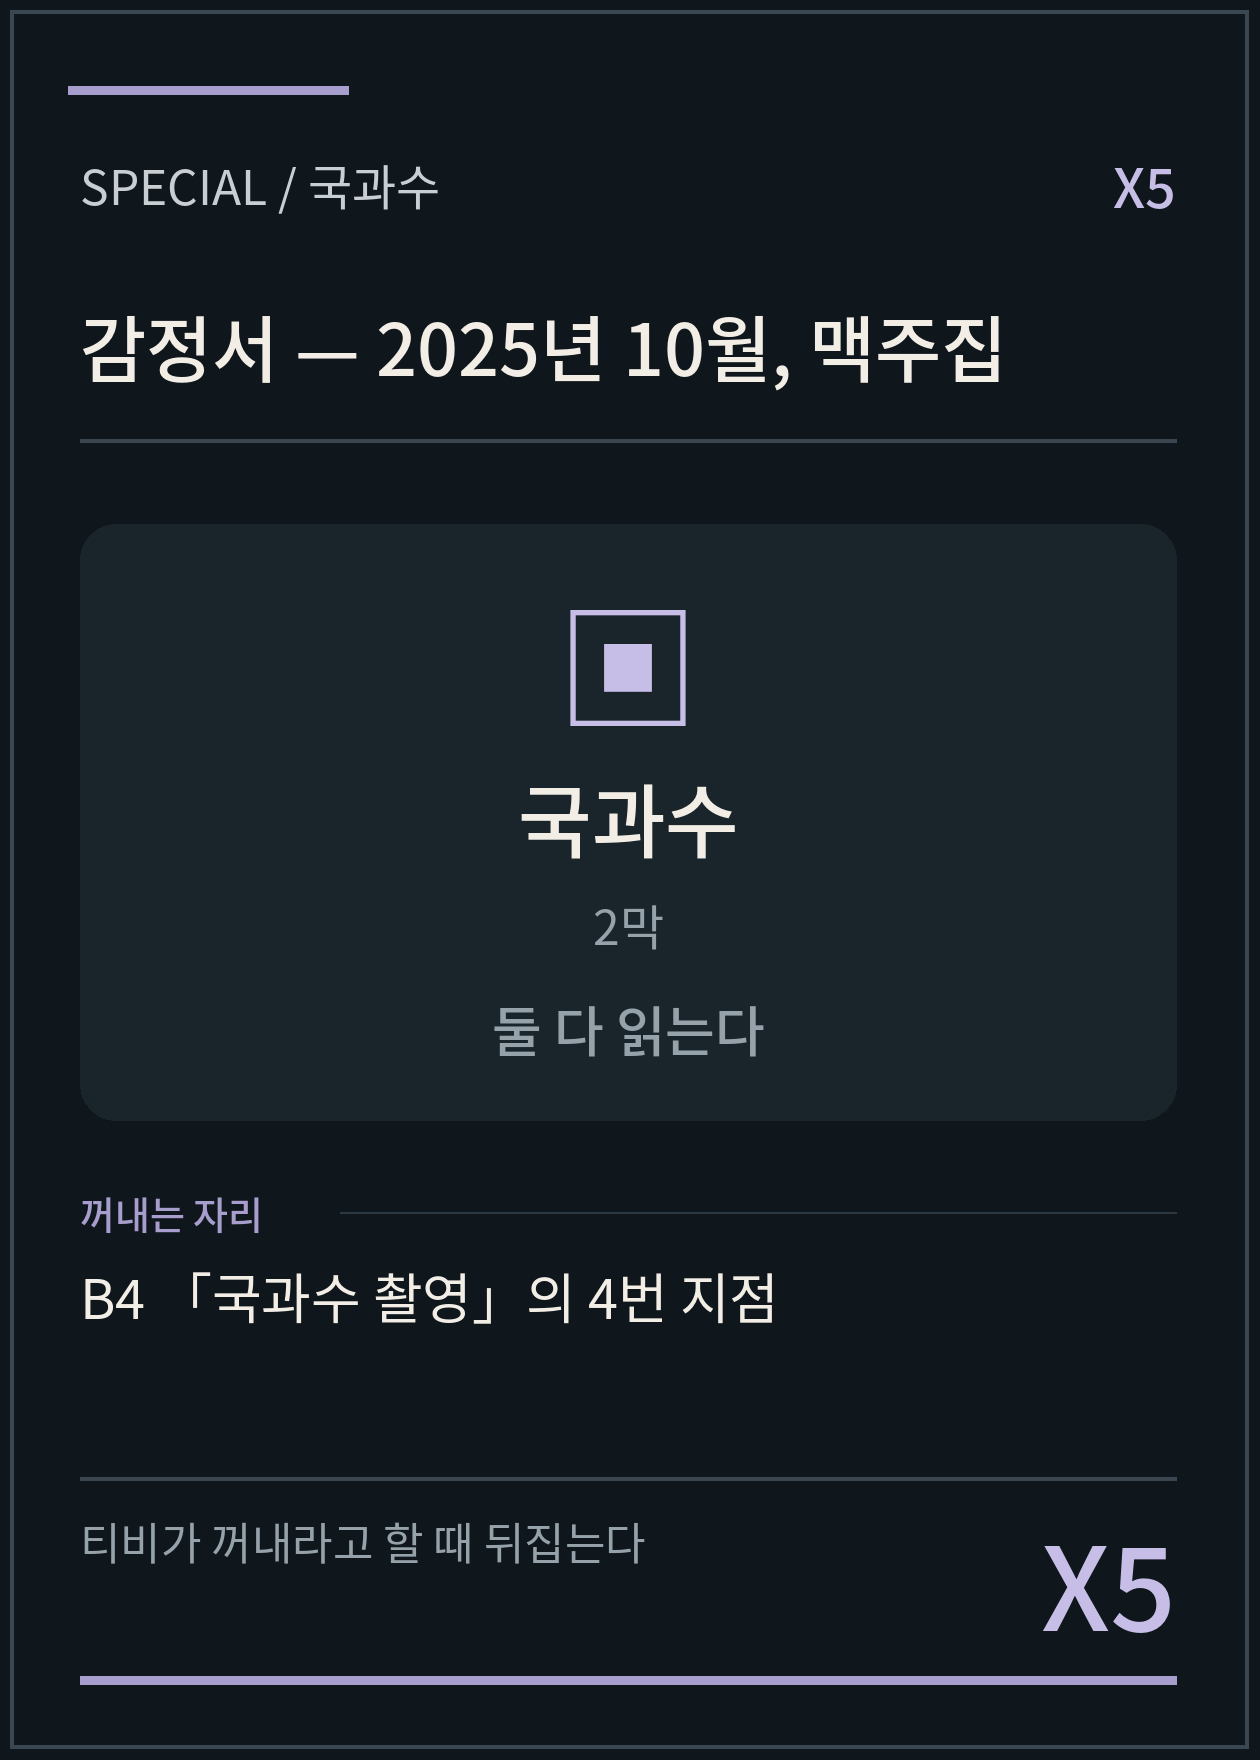 SPECIAL / 국과수
X5
감정서 — 2025년 10월, 맥주집
국과수
2막
둘 다 읽는다
꺼내는 자리
B4 「국과수 촬영」의 4번 지점
티비가 꺼내라고 할 때 뒤집는다
X5